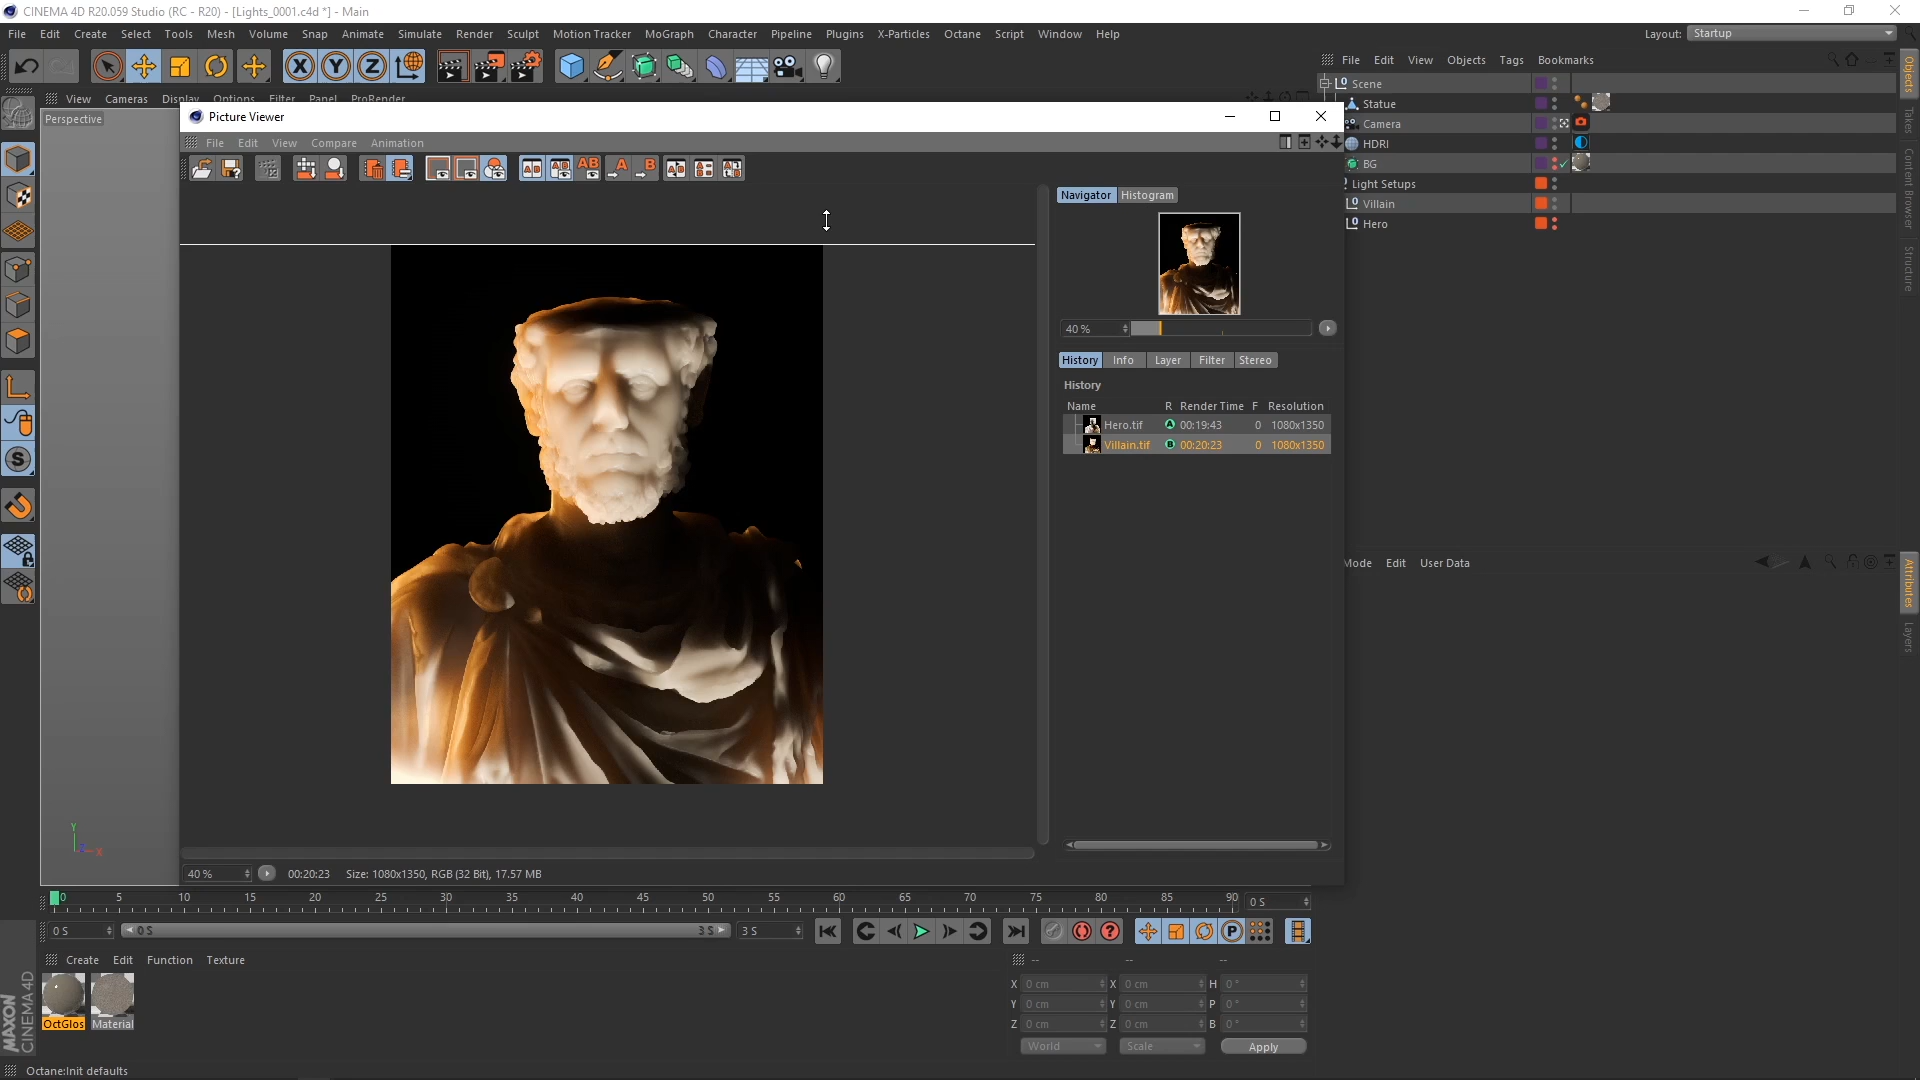 CINEMA 4D R20.059 Studio (RC - R20) - [Lights_0001.c4d *] - Main
File Edit Create Select Tools Mesh Volume Snap Animate Simulate Render Sculpt Motion Tracker MoGraph Character Pipeline Plugins X-Particles Octane Script Window Help
Layout: Startup
X Y Z
File Edit View Objects Tags Bookmarks
View Cameras Display Options Filter Panel ProRender
Perspective
Picture Viewer
File Edit View Compare Animation
AB A B
Navigator Histogram
40 %
History Info Layer Filter Stereo
History
Name R Render Time F Resolution
Hero.tif A 00:19:43 0 1080x1350
Villain.tif B 00:20:23 0 1080x1350
Scene
Statue
Camera
HDRI
BG
Light Setups
Villain
Hero
Objects
Takes
Content Browser
Structure
Mode Edit User Data
Attributes
Layers
Y
X
40 % 00:20:23 Size: 1080x1350, RGB (32 Bit), 17.57 MB
0 5 10 15 20 25 30 35 40 45 50 55 60 65 70 75 80 85 90 0 S
0 S 0 S 3 S 3 S
P
Create Edit Function Texture
-- -- --
X 0 cm X 0 cm H 0 °
Y 0 cm Y 0 cm P 0 °
Z 0 cm Z 0 cm B 0 °
World Scale Apply
OctGlos Material
MAXON
CINEMA 4D
Octane:Init defaults